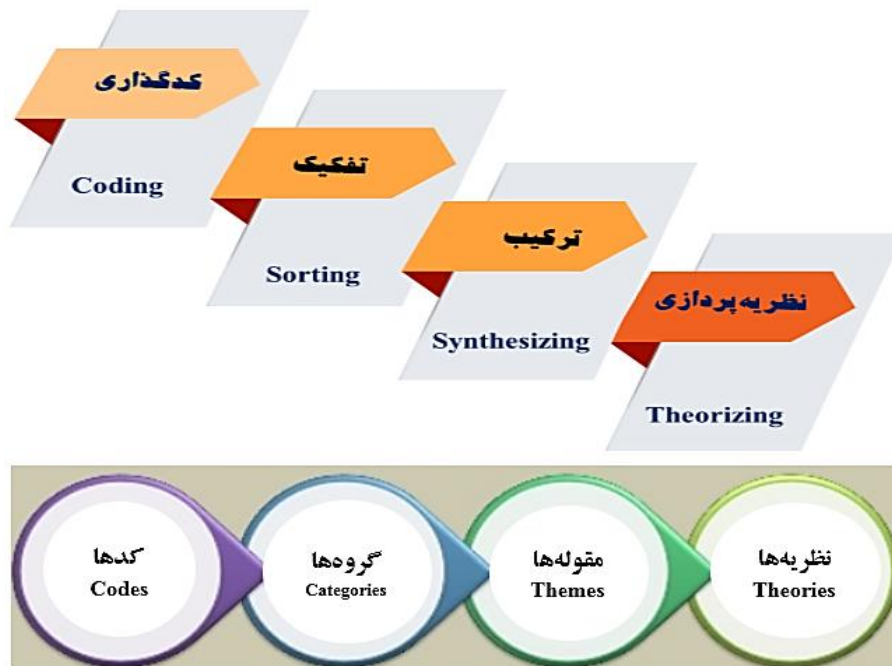 کدگذاری
Coding
تفکیک
Sorting
ترکیب
Synthesizing
نظریه‌پردازی
Theorizing
کدها
Codes
گروه‌ها
Categories
مقوله‌ها
Themes
نظریه‌ها
Theories